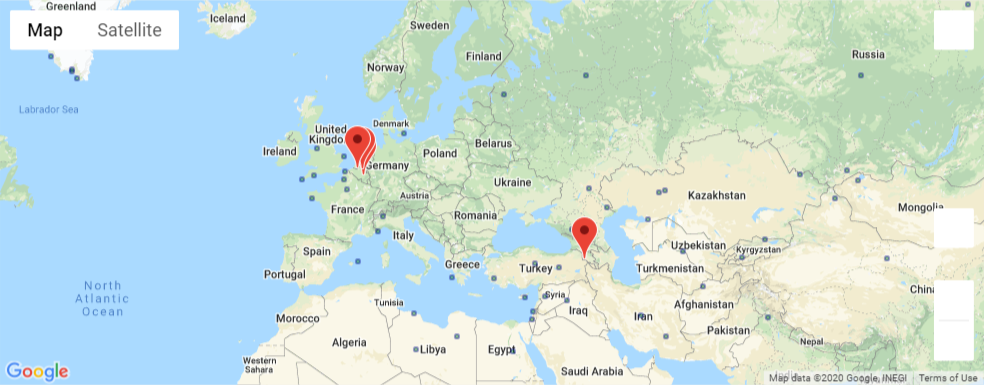 Greenland
Iceland
Map
Satellite
Sweden
Finland
Norway
Russia
Labrador Sea
Denmark
United
Kingdo
Ireland
Belarus
Poland
Germany
Ukraine
Austria
Kazakhstan
France
Romania
Mongolia
Italy
Spain
Uzbekistan
Kyrgyzstan
Greece
Turkey
Turkmenistan
Portugal
North
Atlantic
Ocean
China
Syria
Tunisia
Afghanistan
Iraq
Iran
Morocco
Pakistan
Algeria
Nepal
Libya
Egypt
Western
Sahara
Saudi Arabia
India
Google
Map data ©2020 Google, INEGI
Terms of Use